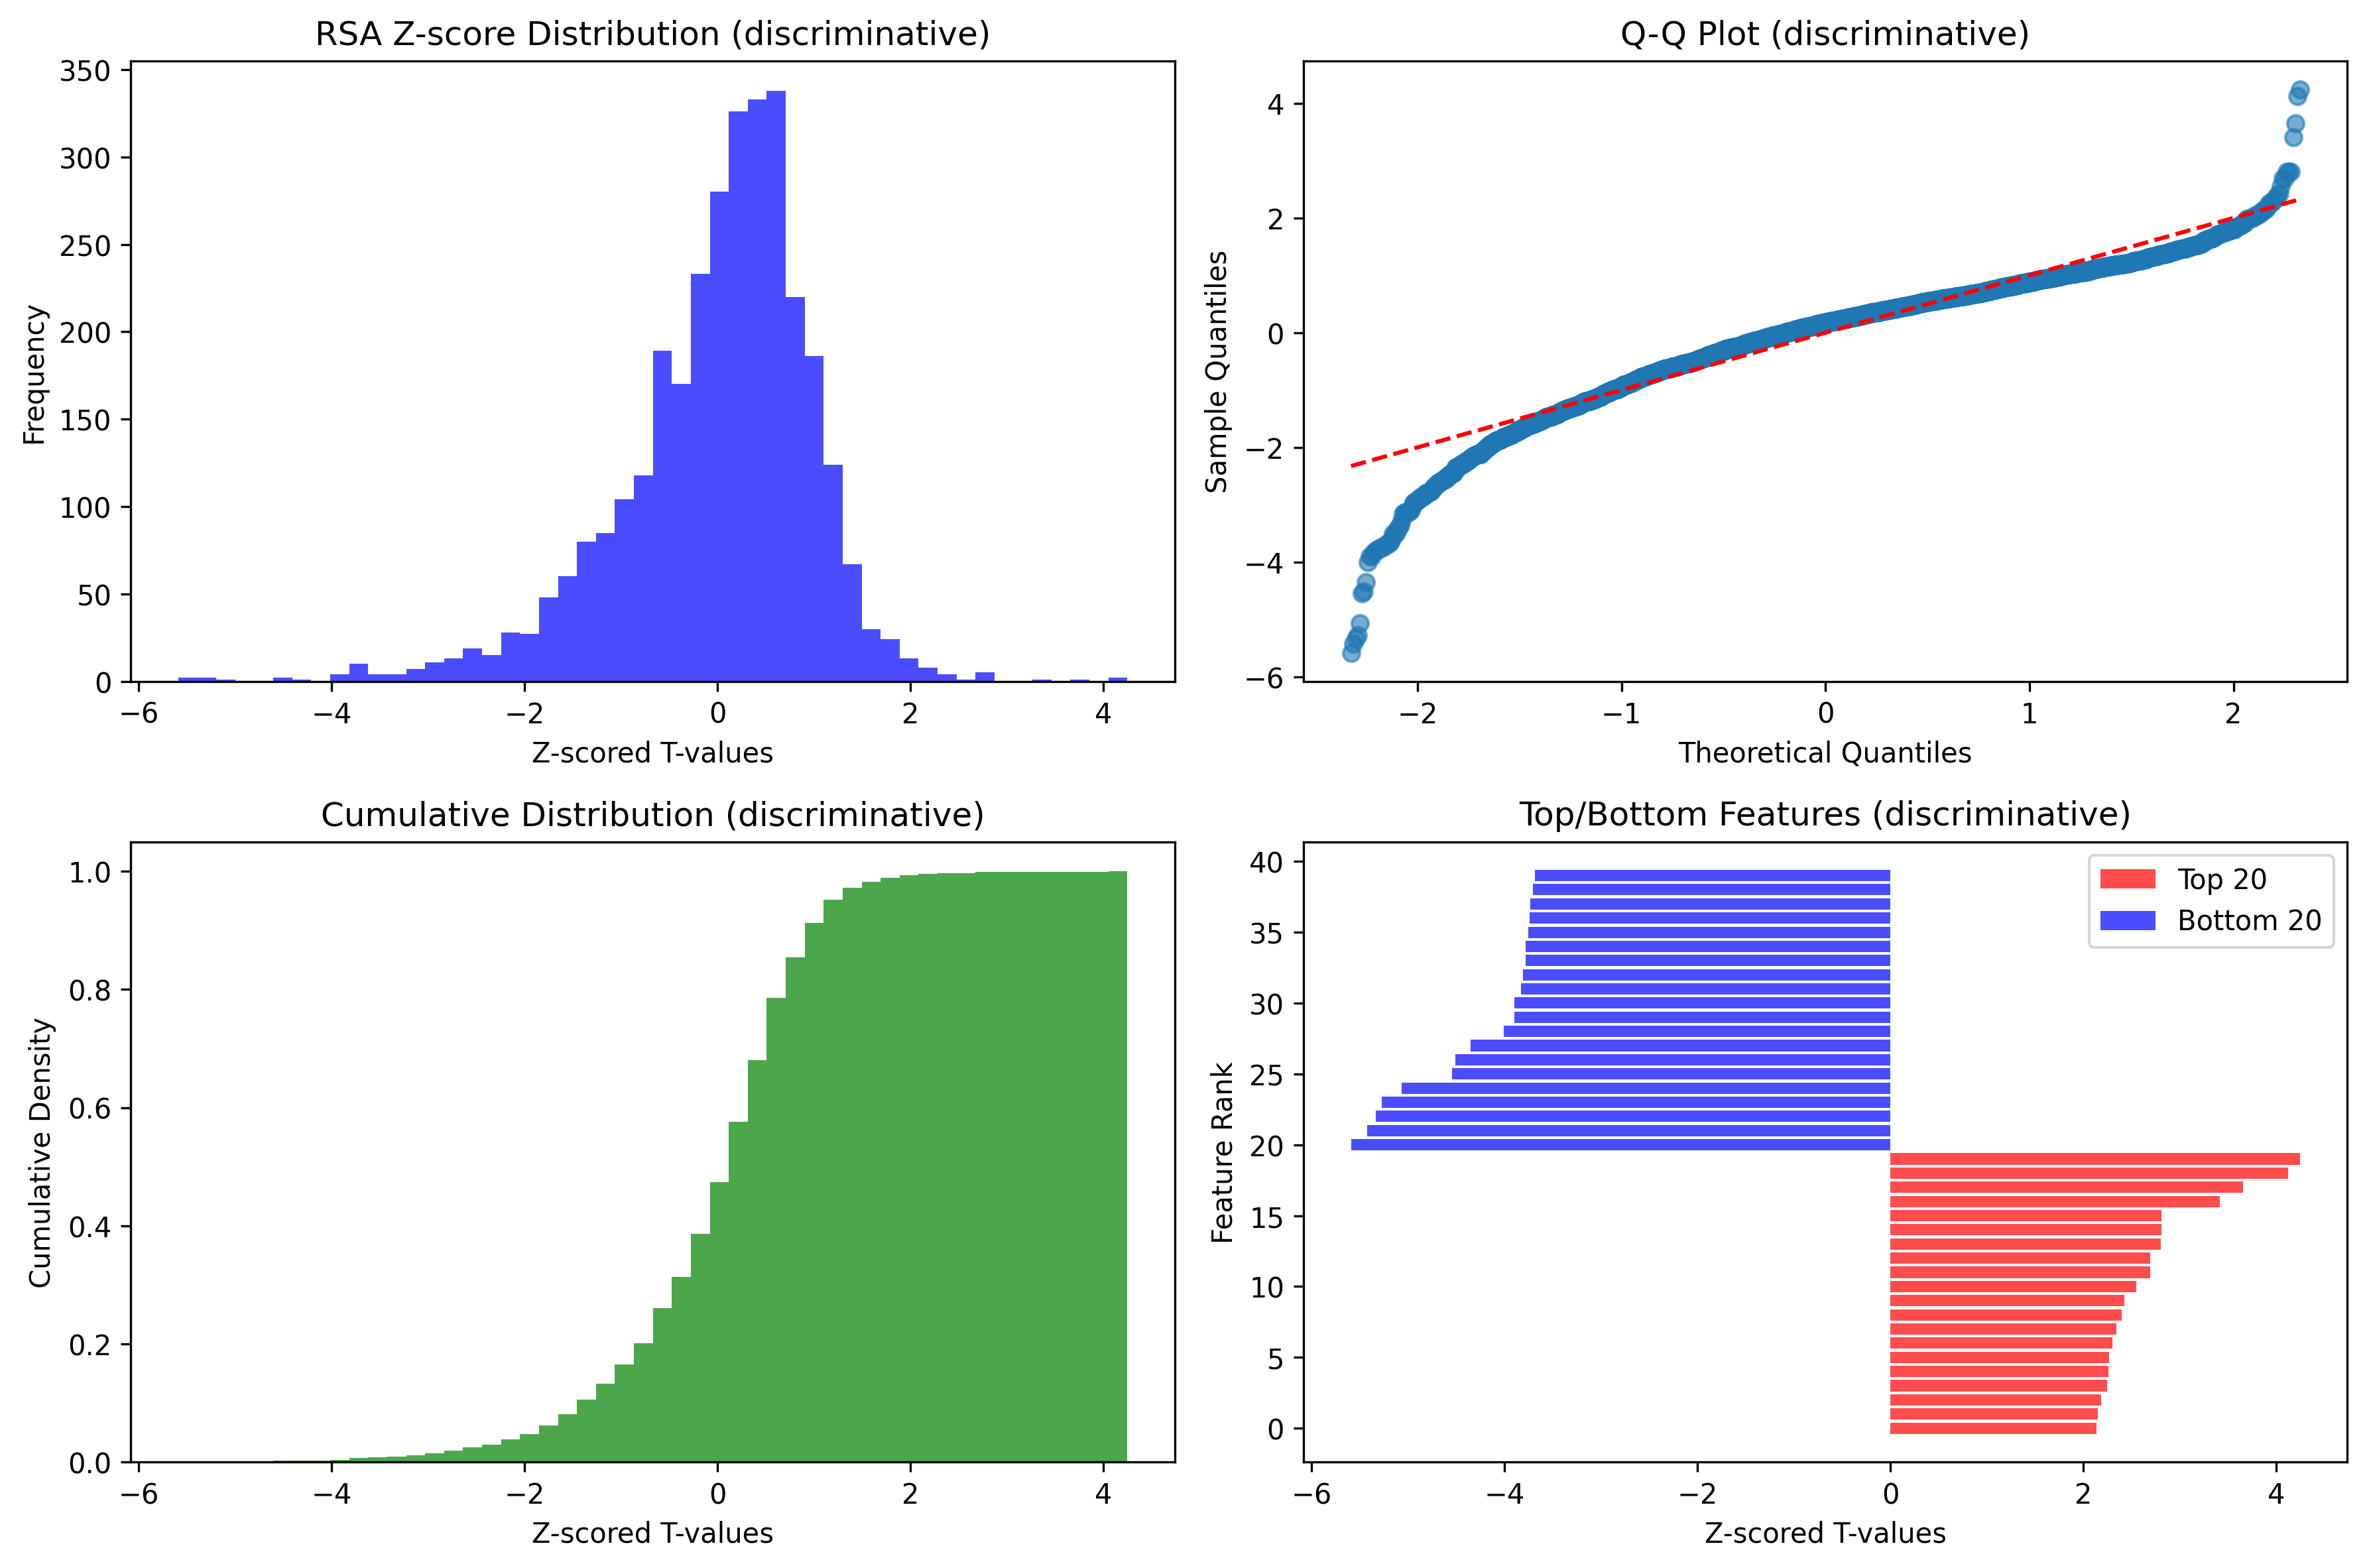 RSA Z-score Distribution (discriminative)
350
300
250
200
150
100
50
0
Frequency
−6 −4 −2 0 2 4
Z-scored T-values
Q-Q Plot (discriminative)
4
2
0
−2
−4
−6
Sample Quantiles
−2 −1 0 1 2
Theoretical Quantiles
Cumulative Distribution (discriminative)
1.0
0.8
0.6
0.4
0.2
0.0
Cumulative Density
−6 −4 −2 0 2 4
Z-scored T-values
Top/Bottom Features (discriminative)
40
35
30
25
20
15
10
5
0
Feature Rank
Top 20
Bottom 20
−6 −4 −2 0 2 4
Z-scored T-values